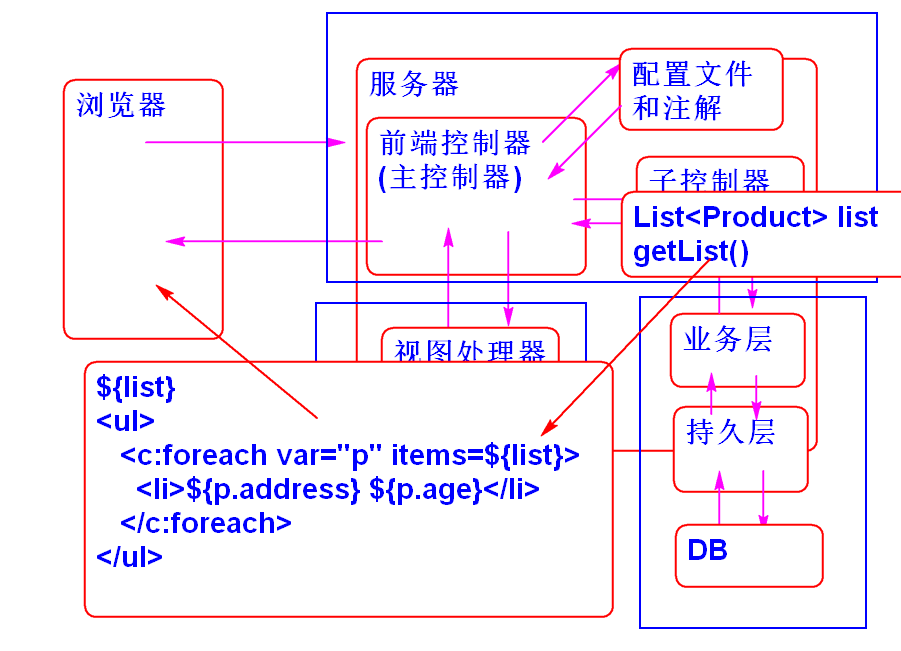 浏览器
服务器
配置文件
和注解
前端控制器
(主控制器)
子控制器
List<Product> list
getList()
视图处理器
业务层
持久层
DB
${list}
<ul>
<c:foreach var="p" items=${list}>
<li>${p.address} ${p.age}</li>
</c:foreach>
</ul>